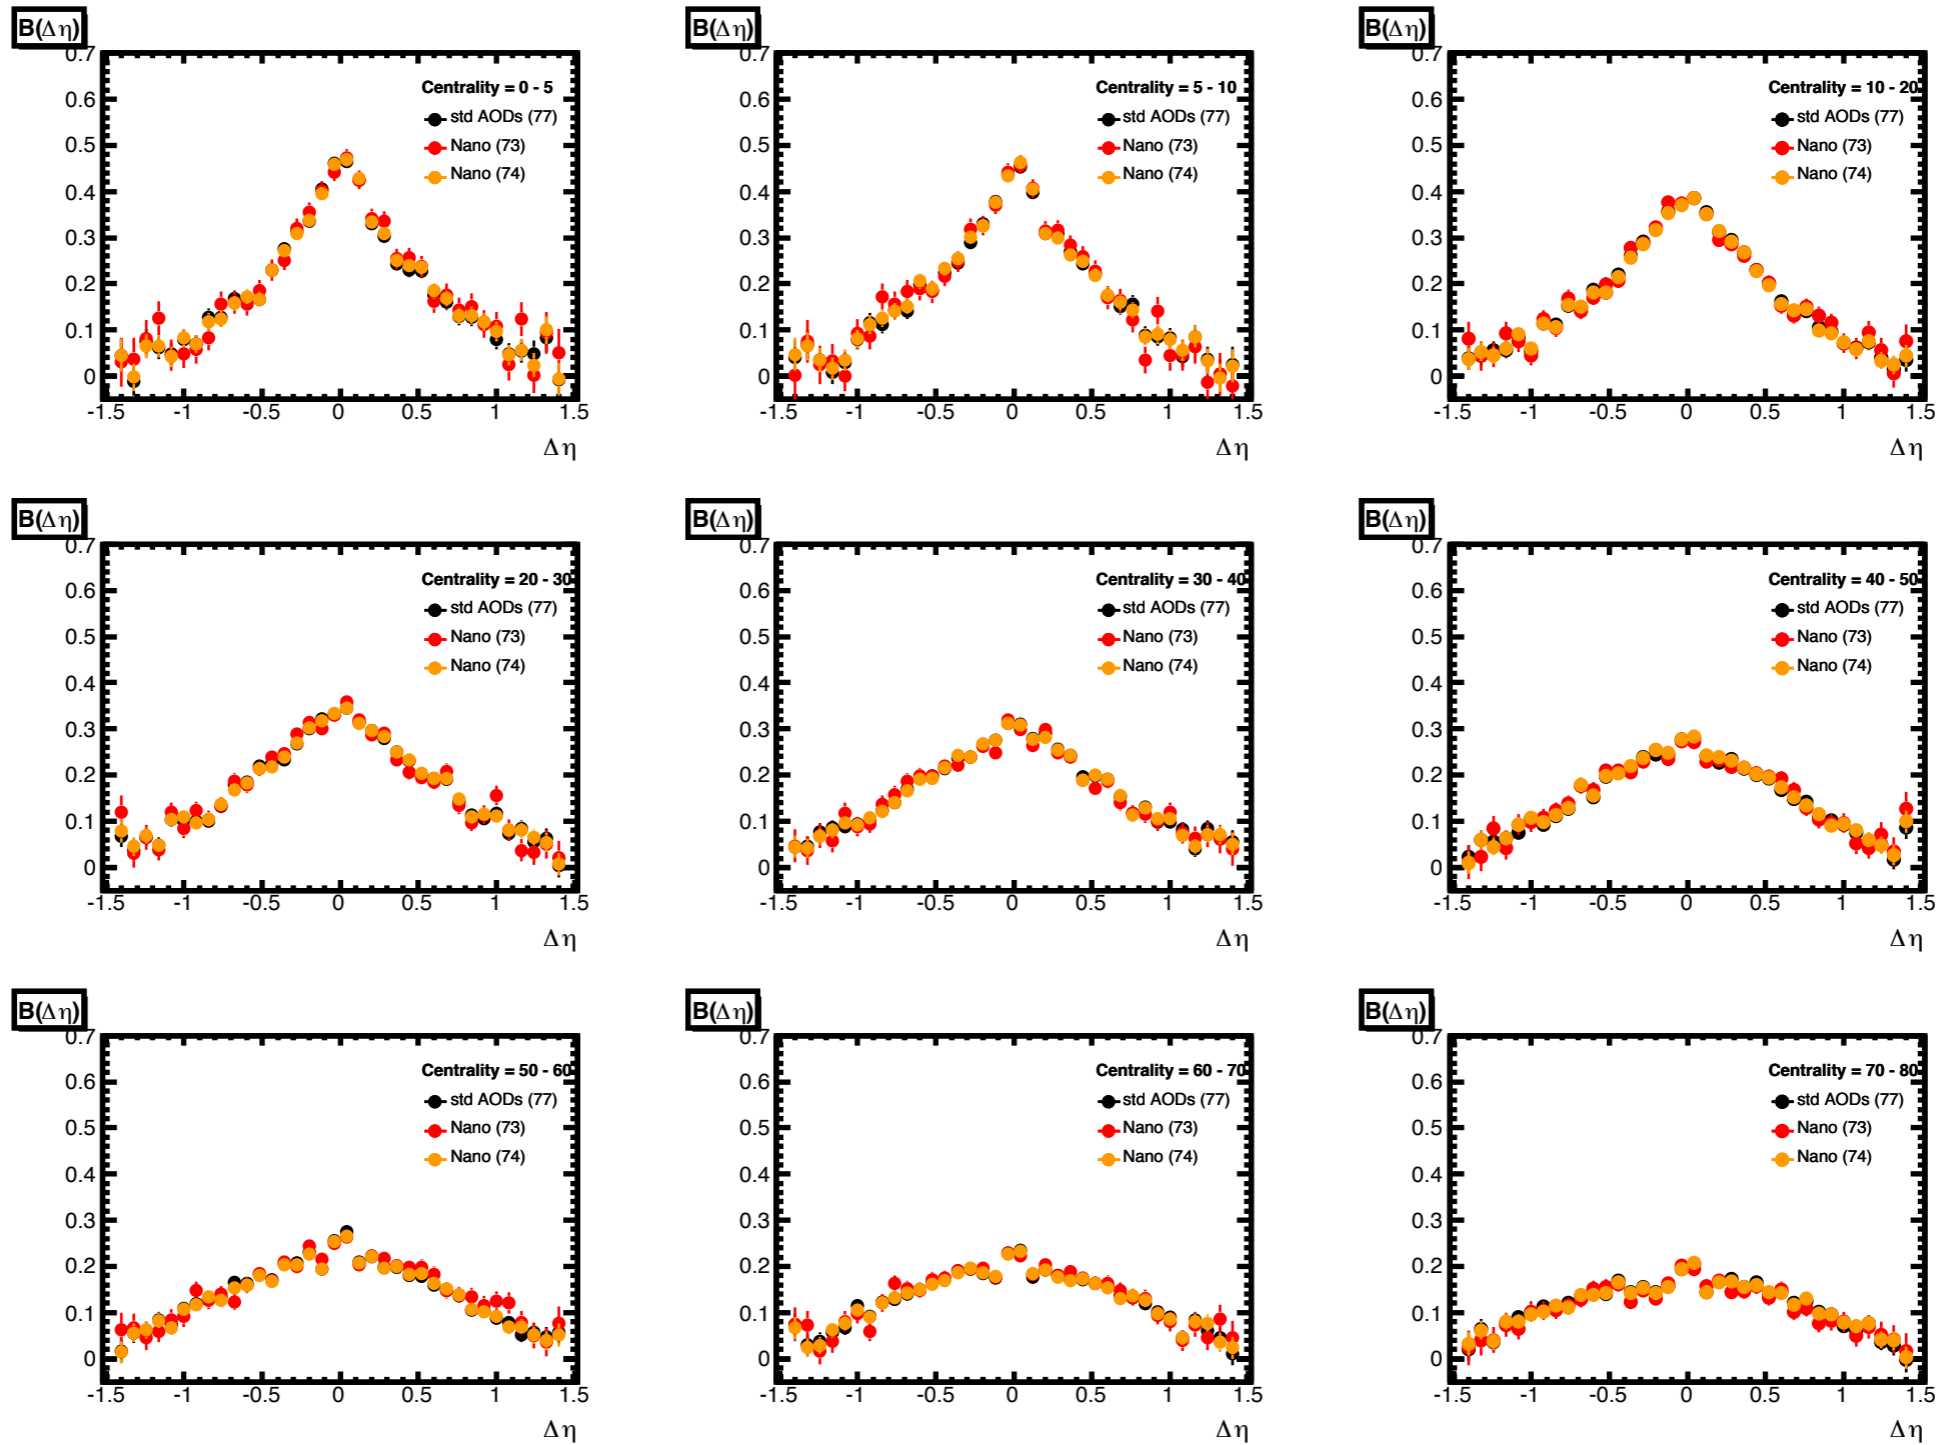 B(Δη)
0.7
0.6
0.5
0.4
0.3
0.2
0.1
0
-1.5 -1 -0.5 0 0.5 1 1.5
Δη
Centrality = 0 - 5
std AODs (77)
Nano (73)
Nano (74)
B(Δη)
0.7
0.6
0.5
0.4
0.3
0.2
0.1
0
-1.5 -1 -0.5 0 0.5 1 1.5
Δη
Centrality = 5 - 10
std AODs (77)
Nano (73)
Nano (74)
B(Δη)
0.7
0.6
0.5
0.4
0.3
0.2
0.1
0
-1.5 -1 -0.5 0 0.5 1 1.5
Δη
Centrality = 10 - 20
std AODs (77)
Nano (73)
Nano (74)
B(Δη)
0.7
0.6
0.5
0.4
0.3
0.2
0.1
0
-1.5 -1 -0.5 0 0.5 1 1.5
Δη
Centrality = 20 - 30
std AODs (77)
Nano (73)
Nano (74)
B(Δη)
0.7
0.6
0.5
0.4
0.3
0.2
0.1
0
-1.5 -1 -0.5 0 0.5 1 1.5
Δη
Centrality = 30 - 40
std AODs (77)
Nano (73)
Nano (74)
B(Δη)
0.7
0.6
0.5
0.4
0.3
0.2
0.1
0
-1.5 -1 -0.5 0 0.5 1 1.5
Δη
Centrality = 40 - 50
std AODs (77)
Nano (73)
Nano (74)
B(Δη)
0.7
0.6
0.5
0.4
0.3
0.2
0.1
0
-1.5 -1 -0.5 0 0.5 1 1.5
Δη
Centrality = 50 - 60
std AODs (77)
Nano (73)
Nano (74)
B(Δη)
0.7
0.6
0.5
0.4
0.3
0.2
0.1
0
-1.5 -1 -0.5 0 0.5 1 1.5
Δη
Centrality = 60 - 70
std AODs (77)
Nano (73)
Nano (74)
B(Δη)
0.7
0.6
0.5
0.4
0.3
0.2
0.1
0
-1.5 -1 -0.5 0 0.5 1 1.5
Δη
Centrality = 70 - 80
std AODs (77)
Nano (73)
Nano (74)